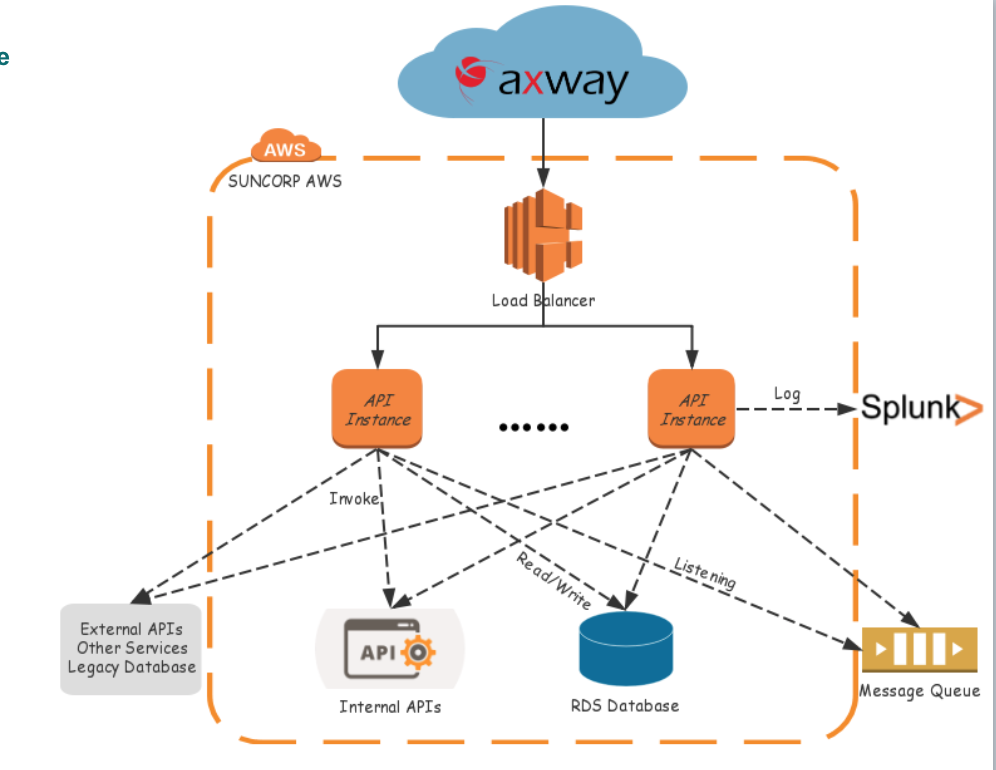 e
axway
AWS
SUNCORP AWS
Load Balancer
API
Instance
API
Instance
Log
Splunk>
Invoke
Read/Write
Listening
External APIs
Other Services
Legacy Database
API
Internal APIs
RDS Database
Message Queue